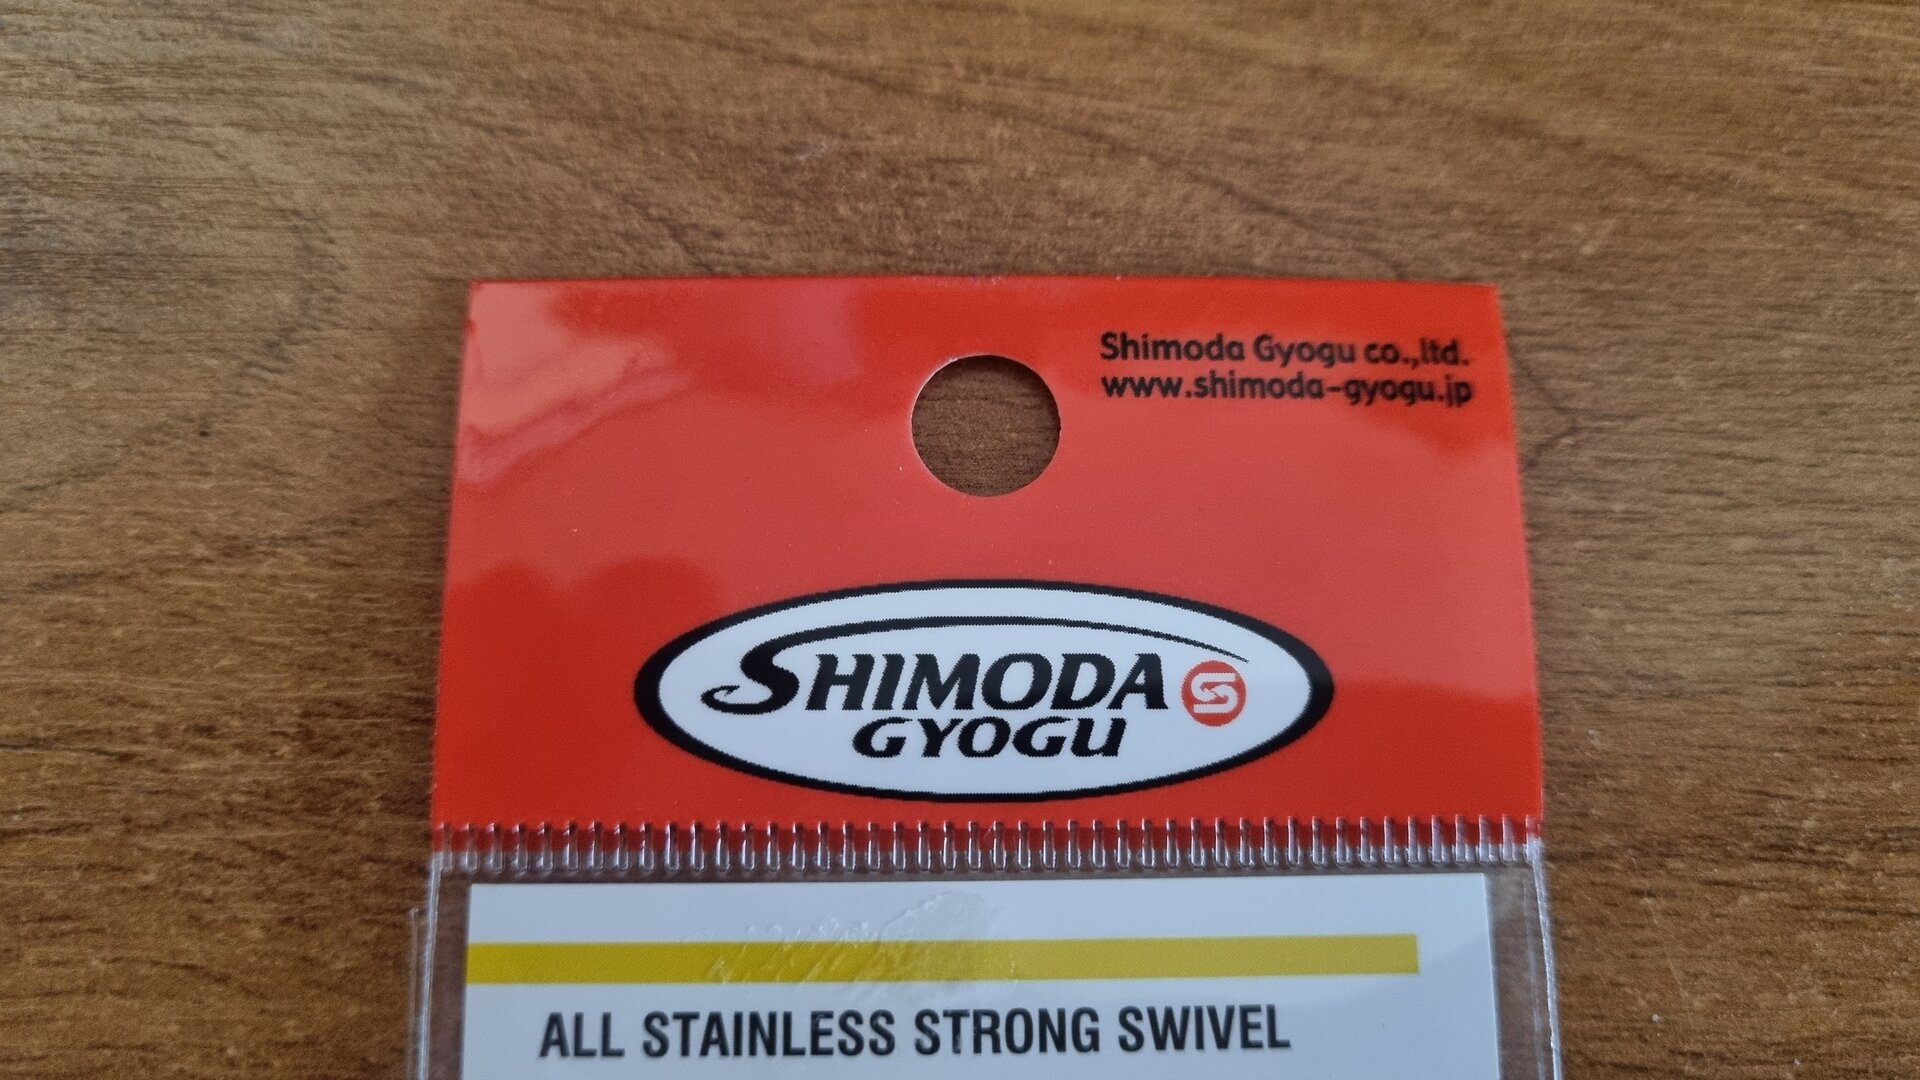 Shimoda Gyogu co.,ltd.
www.shimoda-gyogu.jp
SHIMODA S
GYOGU
ALL STAINLESS STRONG SWIVEL